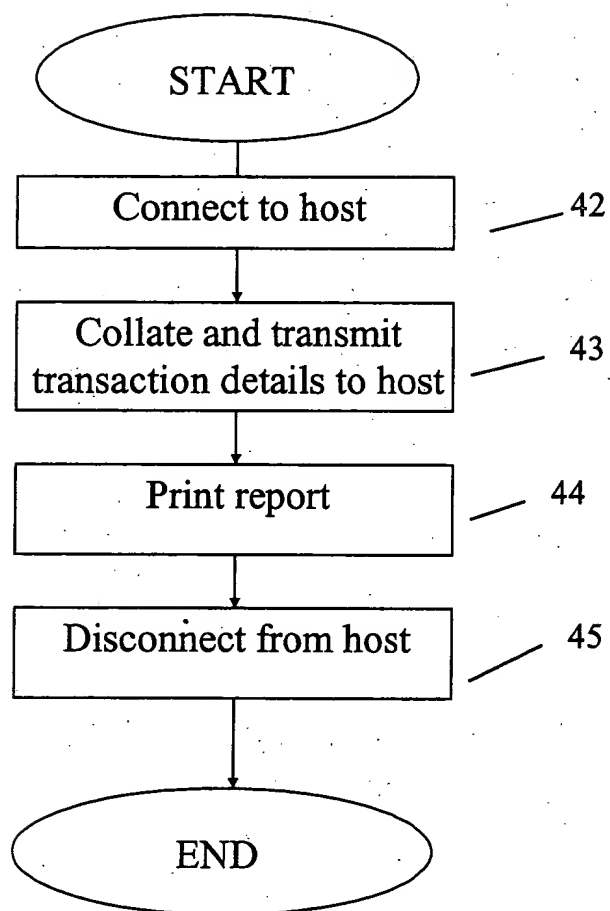 START
Connect to host
42
Collate and transmit
transaction details to host
43
Print report
44
Disconnect from host
45
END